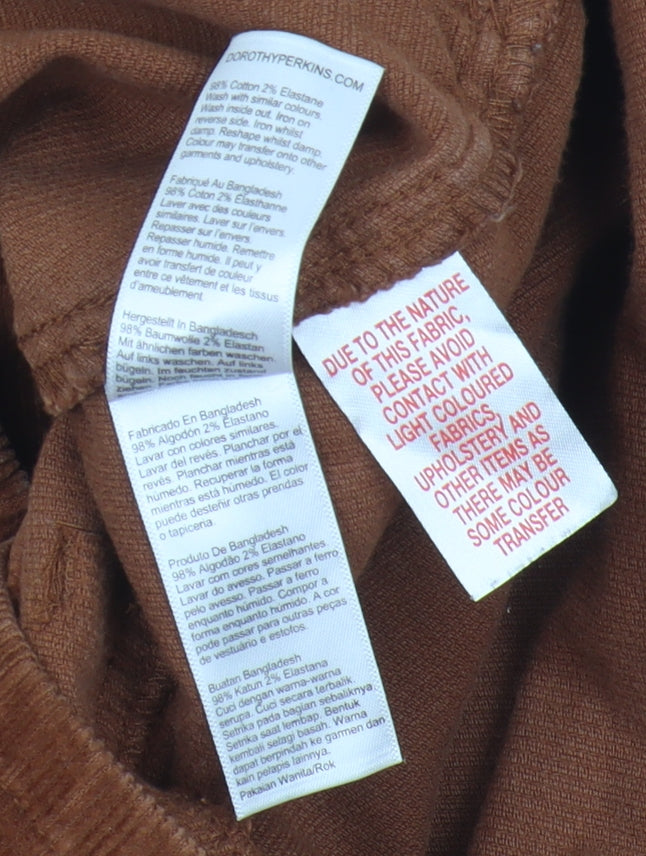 DOROTHYPERKINS.COM
98% Cotton 2% Elastane
Wash with similar colours.
Wash inside out. Iron on
reverse side. Iron whilst
damp. Reshape whilst damp.
Colour may transfer onto other
garments and upholstery.
Fabriqué Au Bangladesh
98% Coton 2% Élasthanne
Laver avec des couleurs
similaires. Laver sur l'envers.
Repasser sur l'envers.
Repasser humide. Remettre
en forme humide. Il peut y
avoir transfert de couleur
entre ce vêtement et les tissus
d'ameublement.
Hergestellt In Bangladesch
98% Baumwolle 2% Elastan
Mit ähnlichen farben waschen.
Auf links waschen. Auf links
bügeln. Im feuchten zustand
bügeln. Noch feucht in
Fabricado En Bangladesh
98% Algodón 2% Elastano
Lavar con colores similares.
Lavar del revés. Planchar por el
revés. Planchar mientras está
húmedo. Recuperar la forma
mientras está húmedo. El color
puede desteñir otras prendas
o tapicería.
Produto De Bangladesh
98% Algodão 2% Elastano
Lavar com cores semelhantes.
Lavar do avesso. Passar a ferro
pelo avesso. Passar a ferro
enquanto húmido. Compor a
forma enquanto húmido. A cor
pode passar para outras peças
de vestuário e estofos.
Buatan Bangladesh
98% Katun 2% Elastana
Cuci dengan warna-warna
serupa. Cuci secara terbalik.
Setrika pada bagian sebaliknya.
Setrika saat lembap. Bentuk
kembali selagi basah. Warna
dapat berpindah ke garmen dan
kain pelapis lainnya.
Pakaian Wanita/Rok
DUE TO THE NATURE
OF THIS FABRIC,
PLEASE AVOID
CONTACT WITH
LIGHT COLOURED
FABRICS,
UPHOLSTERY AND
OTHER ITEMS AS
THERE MAY BE
SOME COLOUR
TRANSFER